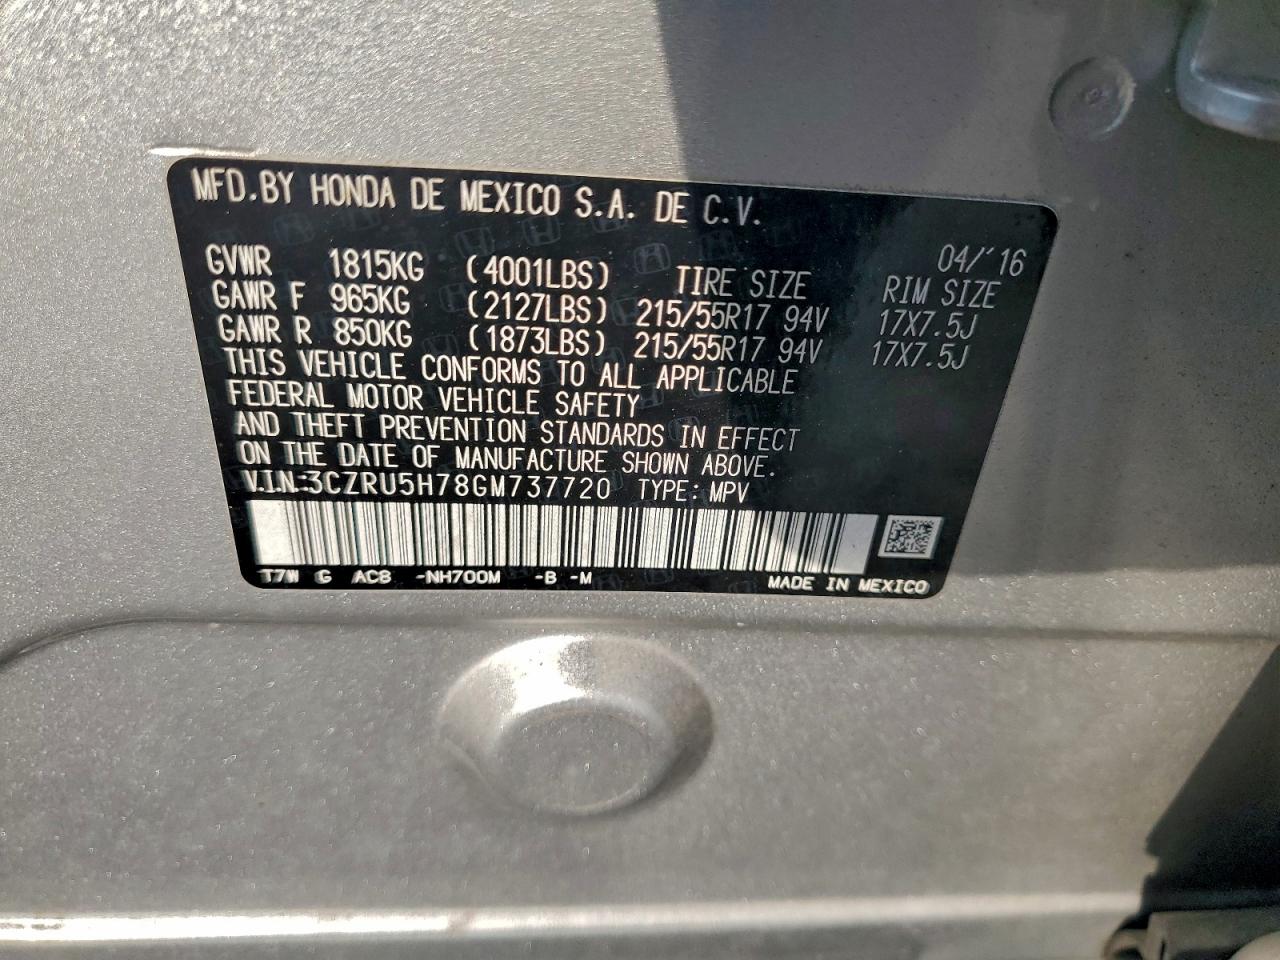 MFD.BY HONDA DE MEXICO S.A. DE C.V.
04/'16
GVWR 1815KG (4001LBS) TIRE SIZE RIM SIZE
GAWR F 965KG (2127LBS) 215/55R17 94V 17X7.5J
GAWR R 850KG (1873LBS) 215/55R17 94V 17X7.5J
THIS VEHICLE CONFORMS TO ALL APPLICABLE
FEDERAL MOTOR VEHICLE SAFETY
AND THEFT PREVENTION STANDARDS IN EFFECT
ON THE DATE OF MANUFACTURE SHOWN ABOVE.
V.I.N:3CZRU5H78GM737720 TYPE: MPV
T7W G AC8 -NH700M -B -M MADE IN MEXICO